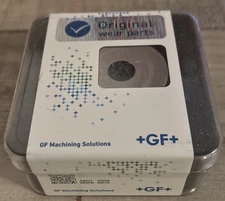 Original
wear parts
+GF+
GF Machining Solutions
+GF+